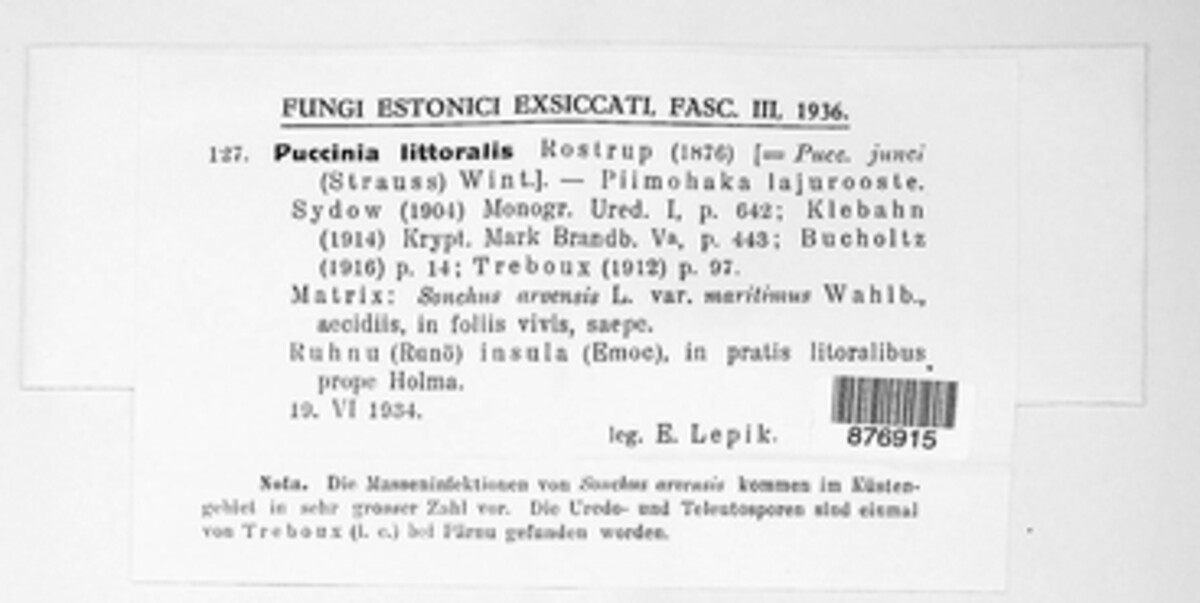 FUNGI ESTONICI EXSICCATI, FASC. III, 1936.
127. Puccinia littoralis Rostrup (1876) [= Pucc. junci
(Strauss) Wint.]. — Piimohaka lajurooste.
Sydow (1904) Monogr. Ured. I, p. 642; Klebahn
(1914) Krypt. Mark Brandb. Va, p. 443; Bucholtz
(1916) p. 14; Treboux (1912) p. 97.
Matrix: Sonchus arvensis L. var. maritimus Wahlb.,
aecidiis, in foliis vivis, saepe.
Ruhnu (Runö) insula (Emoc), in pratis litoralibus
prope Holma.
19. VI 1934.
leg. E. Lepik.
876915
Nota. Die Masseninfektionen von Sonchus arvensis kommen im Küsten-
gebiet in sehr grosser Zahl vor. Die Uredo- und Teleutosporen sind einmal
von Treboux (l. c.) bei Pärnu gefunden worden.